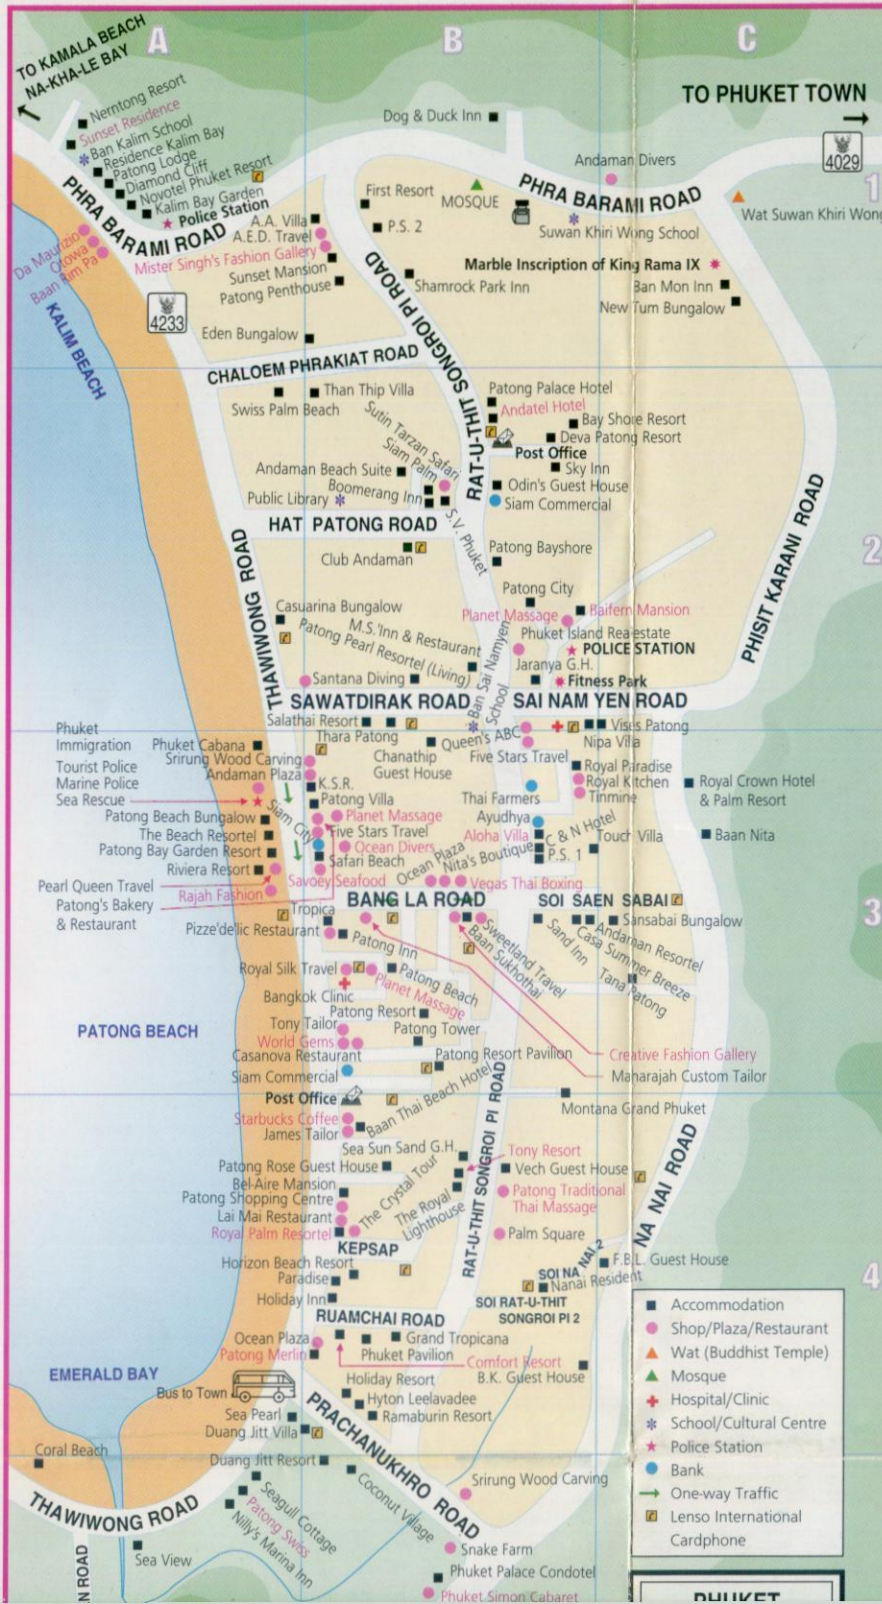 A
B
C
TO KAMALA BEACH
NA-KHA-LE BAY
TO PHUKET TOWN
4029
1
Nerntong Resort
Sunset Residence
Ban Kalim School
Residence Kalim Bay
Patong Lodge
Diamond Cliff
Novotel Phuket Resort
Kalim Bay Garden
Police Station
PHRA BARAMI ROAD
Dog & Duck Inn
Andaman Divers
First Resort
MOSQUE
PHRA BARAMI ROAD
P.S. 2
Suwan Khiri Wong School
Wat Suwan Khiri Wong
A.A. Villa
A.E.D. Travel
Mister Singh's Fashion Gallery
Sunset Mansion
Patong Penthouse
Da Maurizio
Otowa
Baan Rim Pa
KALIM BEACH
4233
Marble Inscription of King Rama IX
Shamrock Park Inn
Ban Mon Inn
New Tum Bungalow
Eden Bungalow
CHALOEM PHRAKIAT ROAD
RAT-U-THIT SONGROI PI ROAD
Than Thip Villa
Swiss Palm Beach
Patong Palace Hotel
Andatel Hotel
Bay Shore Resort
Deva Patong Resort
Post Office
Sutin Tarzan Safari
Siam Palm
Andaman Beach Suite
Boomerang Inn
Public Library
Sky Inn
Odin's Guest House
Siam Commercial
S.V. Phuket
HAT PATONG ROAD
PHISIT KARANI ROAD
2
Club Andaman
Patong Bayshore
THAWIWONG ROAD
Patong City
Casuarina Bungalow
Planet Massage
Baifern Mansion
M.S.'Inn & Restaurant
Patong Pearl Resortel (Living)
Phuket Island Realestate
POLICE STATION
Jaranya G.H.
Fitness Park
Santana Diving
Ban Sai Namyen
School
SAWATDIRAK ROAD
SAI NAM YEN ROAD
Salathai Resort
Thara Patong
Vises Patong
Nipa Villa
Queen's ABC
Five Stars Travel
Chanathip
Guest House
Phuket
Immigration
Tourist Police
Marine Police
Sea Rescue
Phuket Cabana
Srirung Wood Carving
Andaman Plaza
K.S.R.
Patong Villa
Siam City
Royal Paradise
Royal Kitchen
Tinmine
Royal Crown Hotel
& Palm Resort
Thai Farmers
Ayudhya
Aloha Villa
C & N Hotel
P.S. 1
Touch Villa
Baan Nita
Patong Beach Bungalow
The Beach Resortel
Patong Bay Garden Resort
Riviera Resort
Planet Massage
Five Stars Travel
Ocean Divers
Safari Beach
Savoey Seafood
Ocean Plaza
Nita's Boutique
Vegas Thai Boxing
Pearl Queen Travel
Rajah Fashion
Patong's Bakery
& Restaurant
BANG LA ROAD
SOI SAEN SABAI
3
Tropica
Pizze'del'lic Restaurant
Patong Inn
Baan Sukhothai
Sweetland Travel
Sand Inn
Casa Summer Breeze
Andaman Resortel
Sansabai Bungalow
Tana Patong
Royal Silk Travel
Bangkok Clinic
Planet Massage
Patong Beach
Patong Resort
Tony Tailor
Patong Tower
World Gems
Casanova Restaurant
Siam Commercial
Patong Resort Pavilion
Creative Fashion Gallery
Maharajah Custom Tailor
PATONG BEACH
Post Office
Baan Thai Beach Hotel
Montana Grand Phuket
Starbucks Coffee
James Tailor
Sea Sun Sand G.H.
Patong Rose Guest House
Tony Resort
Vech Guest House
RAT-U-THIT SONGROI PI ROAD
NA NAI ROAD
Bel-Aire Mansion
Patong Shopping Centre
Lai Mai Restaurant
Royal Palm Resortel
The Crystal Tour
The Royal
Lighthouse
Patong Traditional
Thai Massage
Palm Square
KEPSAP
Horizon Beach Resort
Paradise
Holiday Inn
SOI NA NAI 2
F.B.L. Guest House
Nanai Resident
SOI RAT-U-THIT
SONGROI PI 2
4
RUAMCHAI ROAD
Ocean Plaza
Patong Merlin
Grand Tropicana
Phuket Pavilion
Comfort Resort
B.K. Guest House
EMERALD BAY
Bus to Town
Holiday Resort
Hyton Leelavadee
Ramaburin Resort
Sea Pearl
Duang Jitt Villa
PRACHANUKHRO ROAD
Coral Beach
Duang Jitt Resort
Coconut Village
Srirung Wood Carving
THAWIWONG ROAD
Seagull Cottage
Patong Swiss
Nilly's Marina Inn
Sea View
Snake Farm
Phuket Palace Condotel
Phuket Simon Cabaret
Accommodation
Shop/Plaza/Restaurant
Wat (Buddhist Temple)
Mosque
Hospital/Clinic
School/Cultural Centre
Police Station
Bank
One-way Traffic
Lenso International
Cardphone
PHUKET